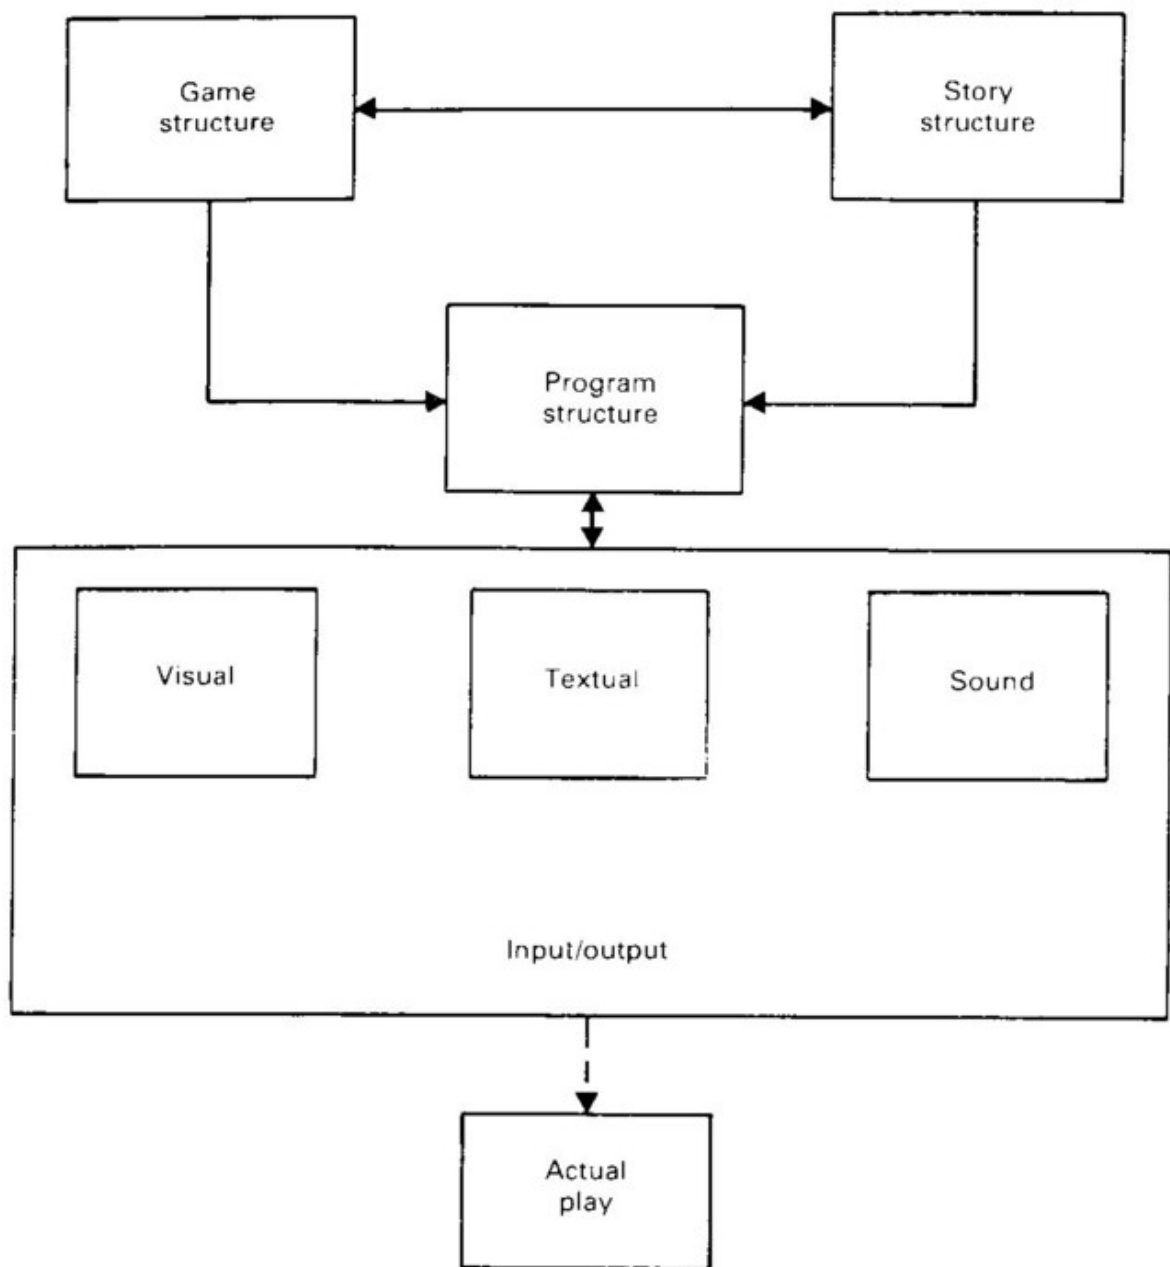 Game
structure
Story
structure
Program
structure
Visual
Textual
Sound
Input/output
Actual
play